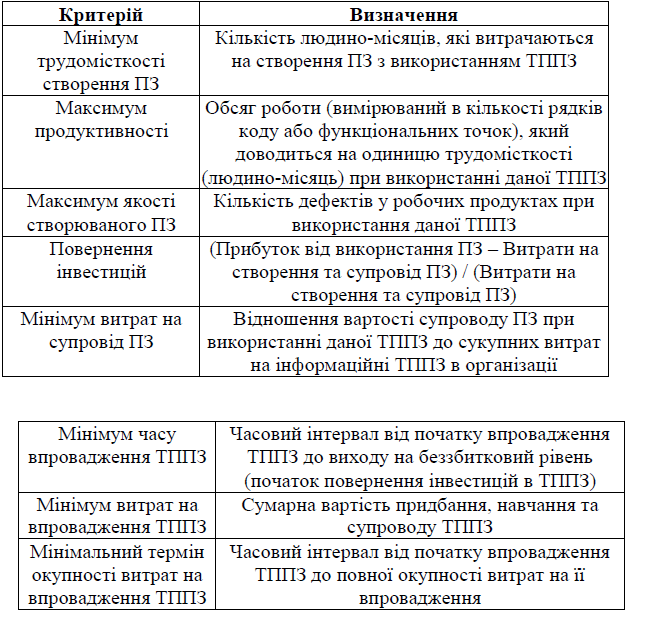 Критерій
Визначення
Мінімум
трудомісткості
створення ПЗ
Кількість людино-місяців, які витрачаються
на створення ПЗ з використанням ТППЗ
Максимум
продуктивності
Обсяг роботи (вимірюваний в кількості рядків
коду або функціональних точок), який
доводиться на одиницю трудомісткості
(людино-місяць) при використанні даної ТППЗ
Максимум якості
створюваного ПЗ
Кількість дефектів у робочих продуктах при
використання даної ТППЗ
Повернення
інвестицій
(Прибуток від використання ПЗ – Витрати на
створення та супровід ПЗ) / (Витрати на
створення та супровід ПЗ)
Мінімум витрат на
супровід ПЗ
Відношення вартості супроводу ПЗ при
використанні даної ТППЗ до сукупних витрат
на інформаційні ТППЗ в організації
Мінімум часу
впровадження ТППЗ
Часовий інтервал від початку впровадження
ТППЗ до виходу на беззбитковий рівень
(початок повернення інвестицій в ТППЗ)
Мінімум витрат на
впровадження ТППЗ
Сумарна вартість придбання, навчання та
супроводу ТППЗ
Мінімальний термін
окупності витрат на
впровадження ТППЗ
Часовий інтервал від початку впровадження
ТППЗ до повної окупності витрат на її
впровадження